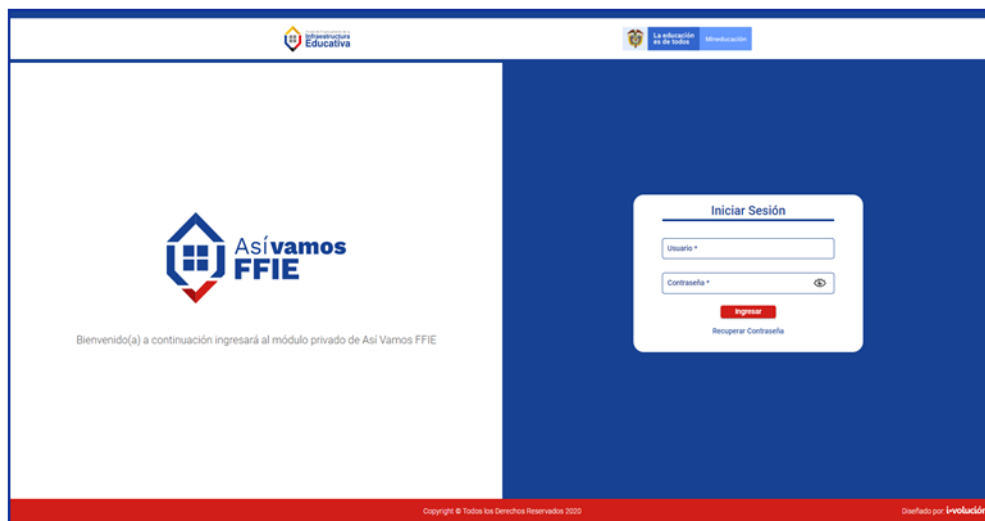 Infraestructura
Educativa
La educación
es de todos
Mineducación
Así vamos
FFIE
Bienvenido(a) a continuación ingresará al módulo privado de Así Vamos FFIE
Iniciar Sesión
Usuario *
Contraseña *
Ingresar
Recuperar Contraseña
Copyright © Todos los Derechos Reservados 2020
Diseñado por i-volución